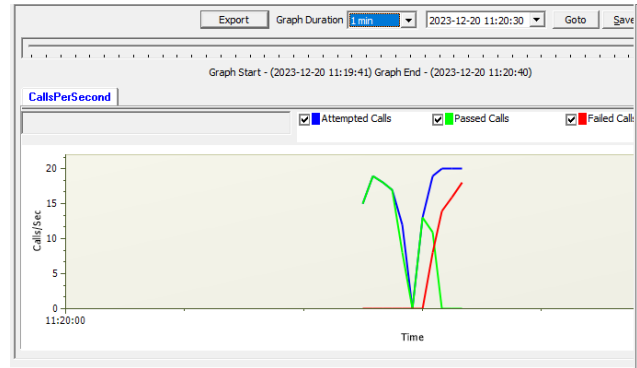 Export Graph Duration 1 min 2023-12-20 11:20:30 Goto Save
Graph Start - (2023-12-20 11:19:41) Graph End - (2023-12-20 11:20:40)
CallsPerSecond
Attempted Calls Passed Calls Failed Call
20
15
10
5
0
Calls/Sec
11:20:00
Time